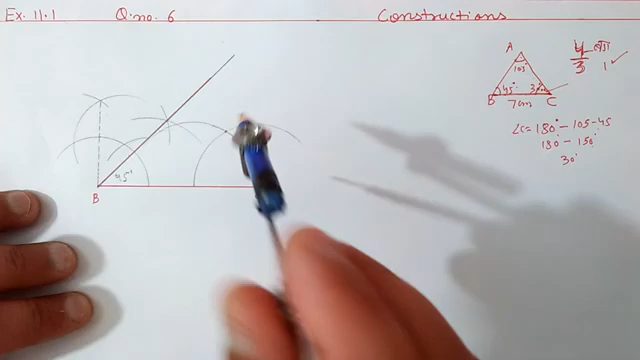 Ex. 11.1 Q.no. 6 Constructions
A
105°
45° 30°
B 7cm C
4
3 1 ✓
∠C = 180° - 105 - 45
180 - 150°
30°
45°
B